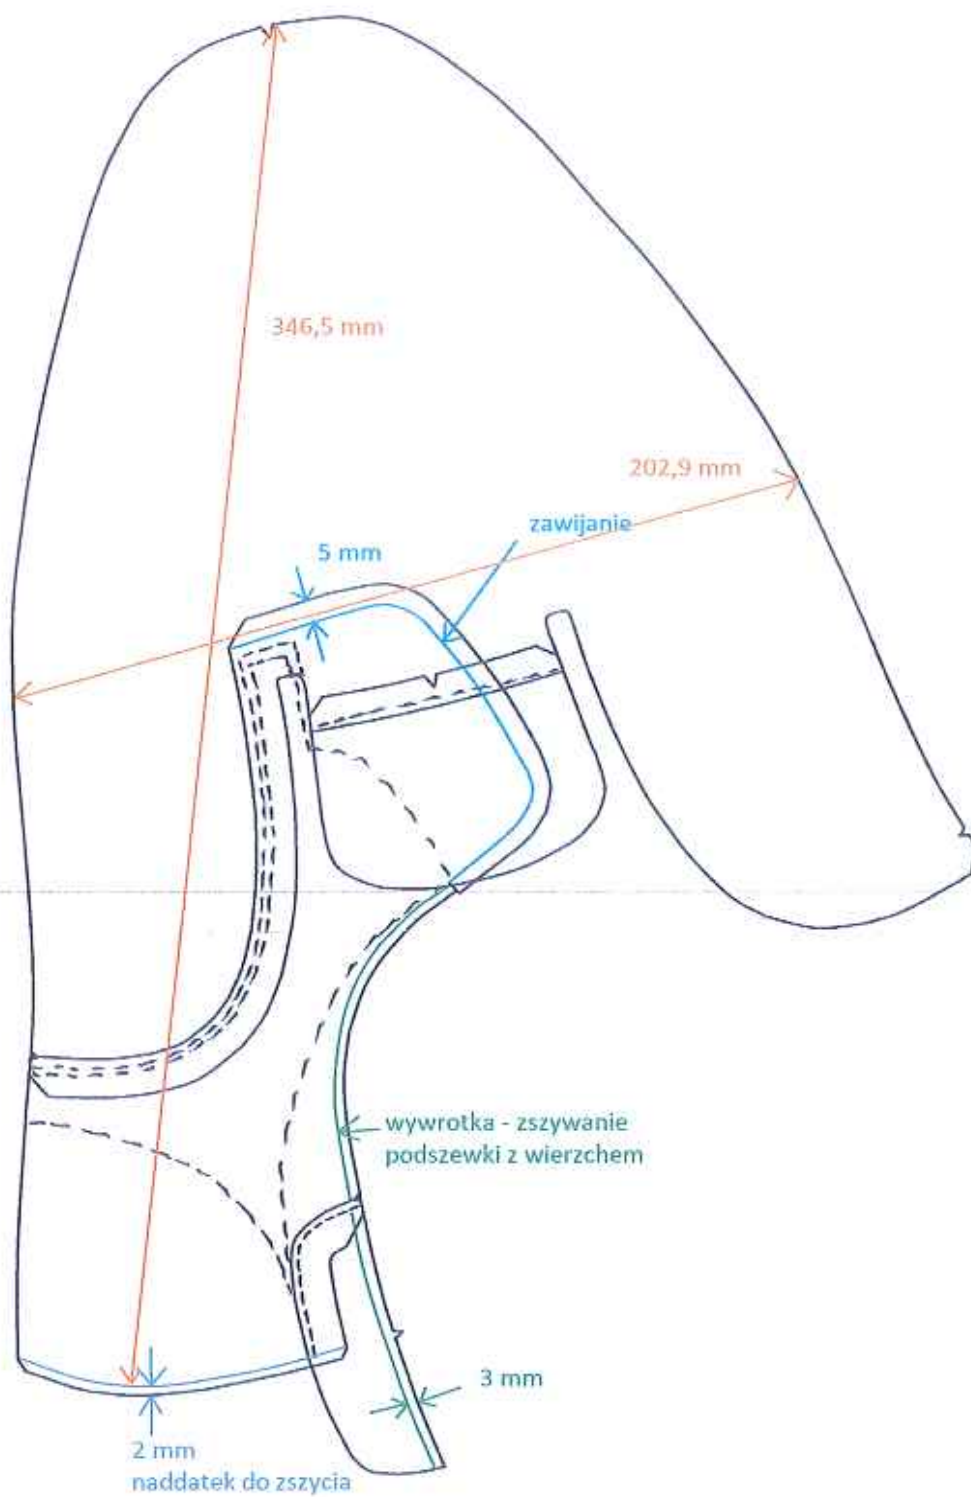 346,5 mm
202,9 mm
zawijanie
5 mm
wywrotka - zszywanie
podszewki z wierzchem
3 mm
2 mm
naddatek do zszycia